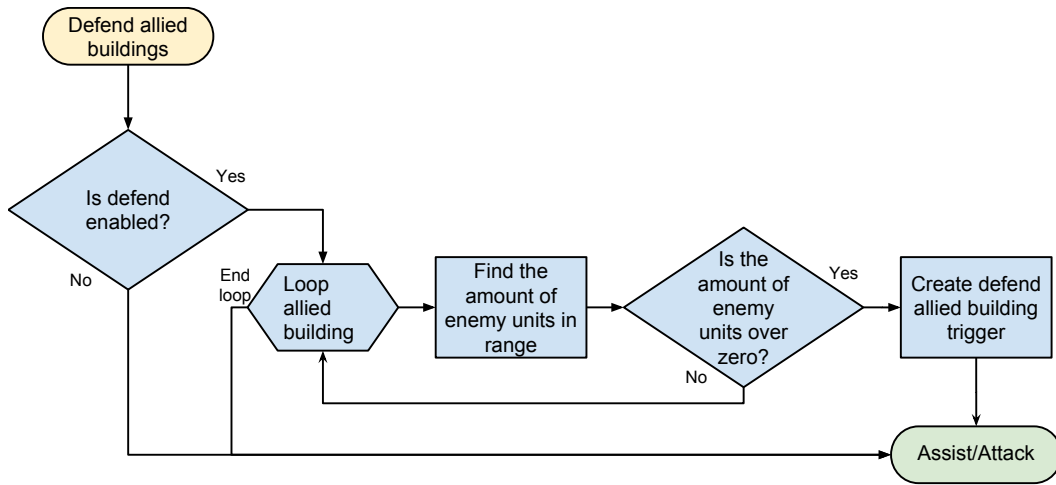 Defend allied
buildings
Is defend
enabled?
Yes
No
End
loop
Loop
allied
building
Find the
amount of
enemy units in
range
Is the
amount of
enemy
units over
zero?
Yes
No
Create defend
allied building
trigger
Assist/Attack